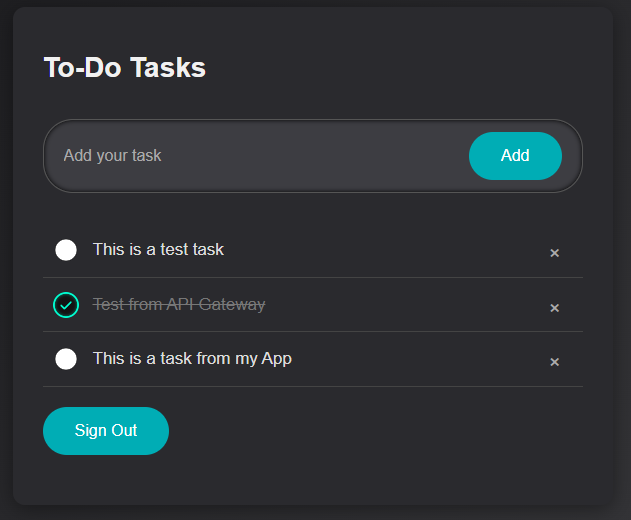 To-Do Tasks
Add your task
Add
This is a test task
×
Test from API Gateway
×
This is a task from my App
×
Sign Out